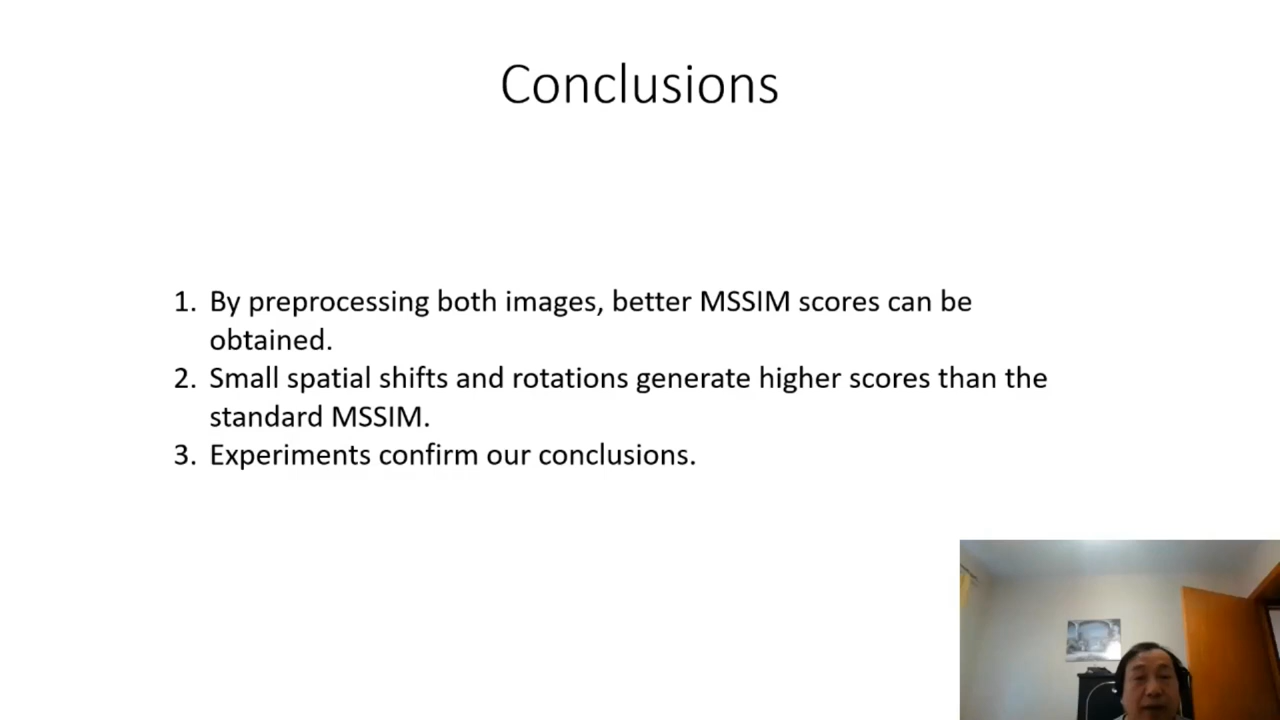 Conclusions
1. By preprocessing both images, better MSSIM scores can be
obtained.
2. Small spatial shifts and rotations generate higher scores than the
standard MSSIM.
3. Experiments confirm our conclusions.